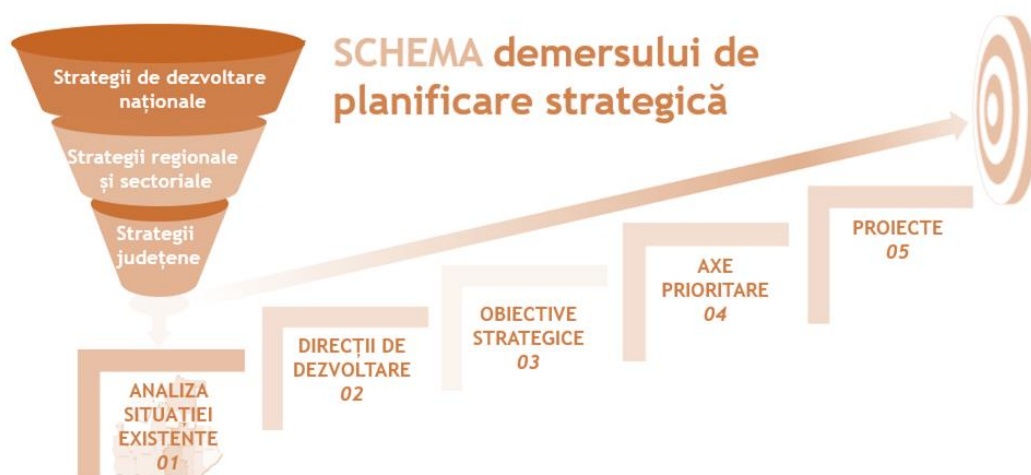 SCHEMA demersului de
planificare strategică
Strategii de dezvoltare
naționale
Strategii regionale
și sectoriale
Strategii
județene
ANALIZA
SITUAȚIEI
EXISTENTE
01
DIRECȚII DE
DEZVOLTARE
02
OBIECTIVE
STRATEGICE
03
AXE
PRIORITARE
04
PROIECTE
05